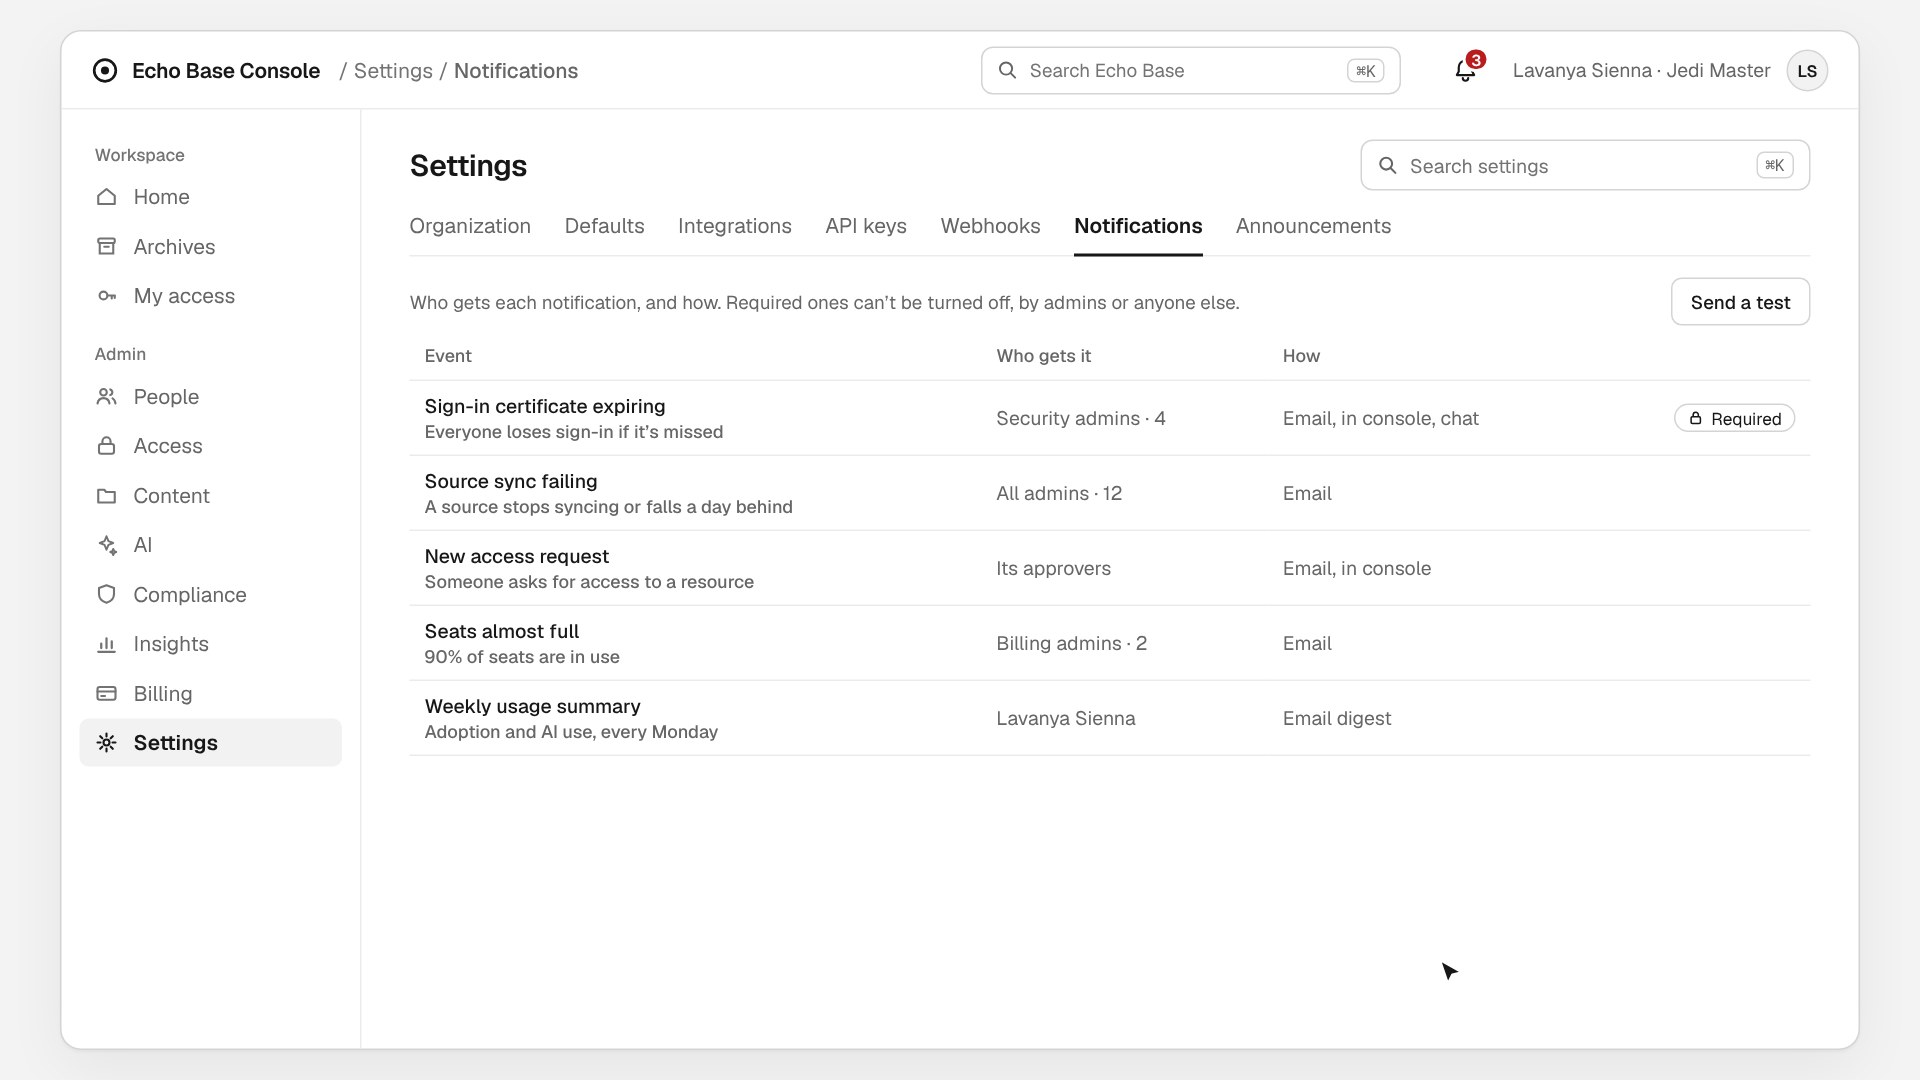 Echo Base Console / Settings / Notifications
Search Echo Base ⌘K
3
Lavanya Sienna · Jedi Master LS
Workspace
Home
Archives
My access
Admin
People
Access
Content
AI
Compliance
Insights
Billing
Settings
Settings
Search settings ⌘K
Organization Defaults Integrations API keys Webhooks Notifications Announcements
Who gets each notification, and how. Required ones can’t be turned off, by admins or anyone else.
Send a test
Event Who gets it How
Sign-in certificate expiring
Everyone loses sign-in if it’s missed
Security admins · 4
Email, in console, chat
Required
Source sync failing
A source stops syncing or falls a day behind
All admins · 12
Email
New access request
Someone asks for access to a resource
Its approvers
Email, in console
Seats almost full
90% of seats are in use
Billing admins · 2
Email
Weekly usage summary
Adoption and AI use, every Monday
Lavanya Sienna
Email digest